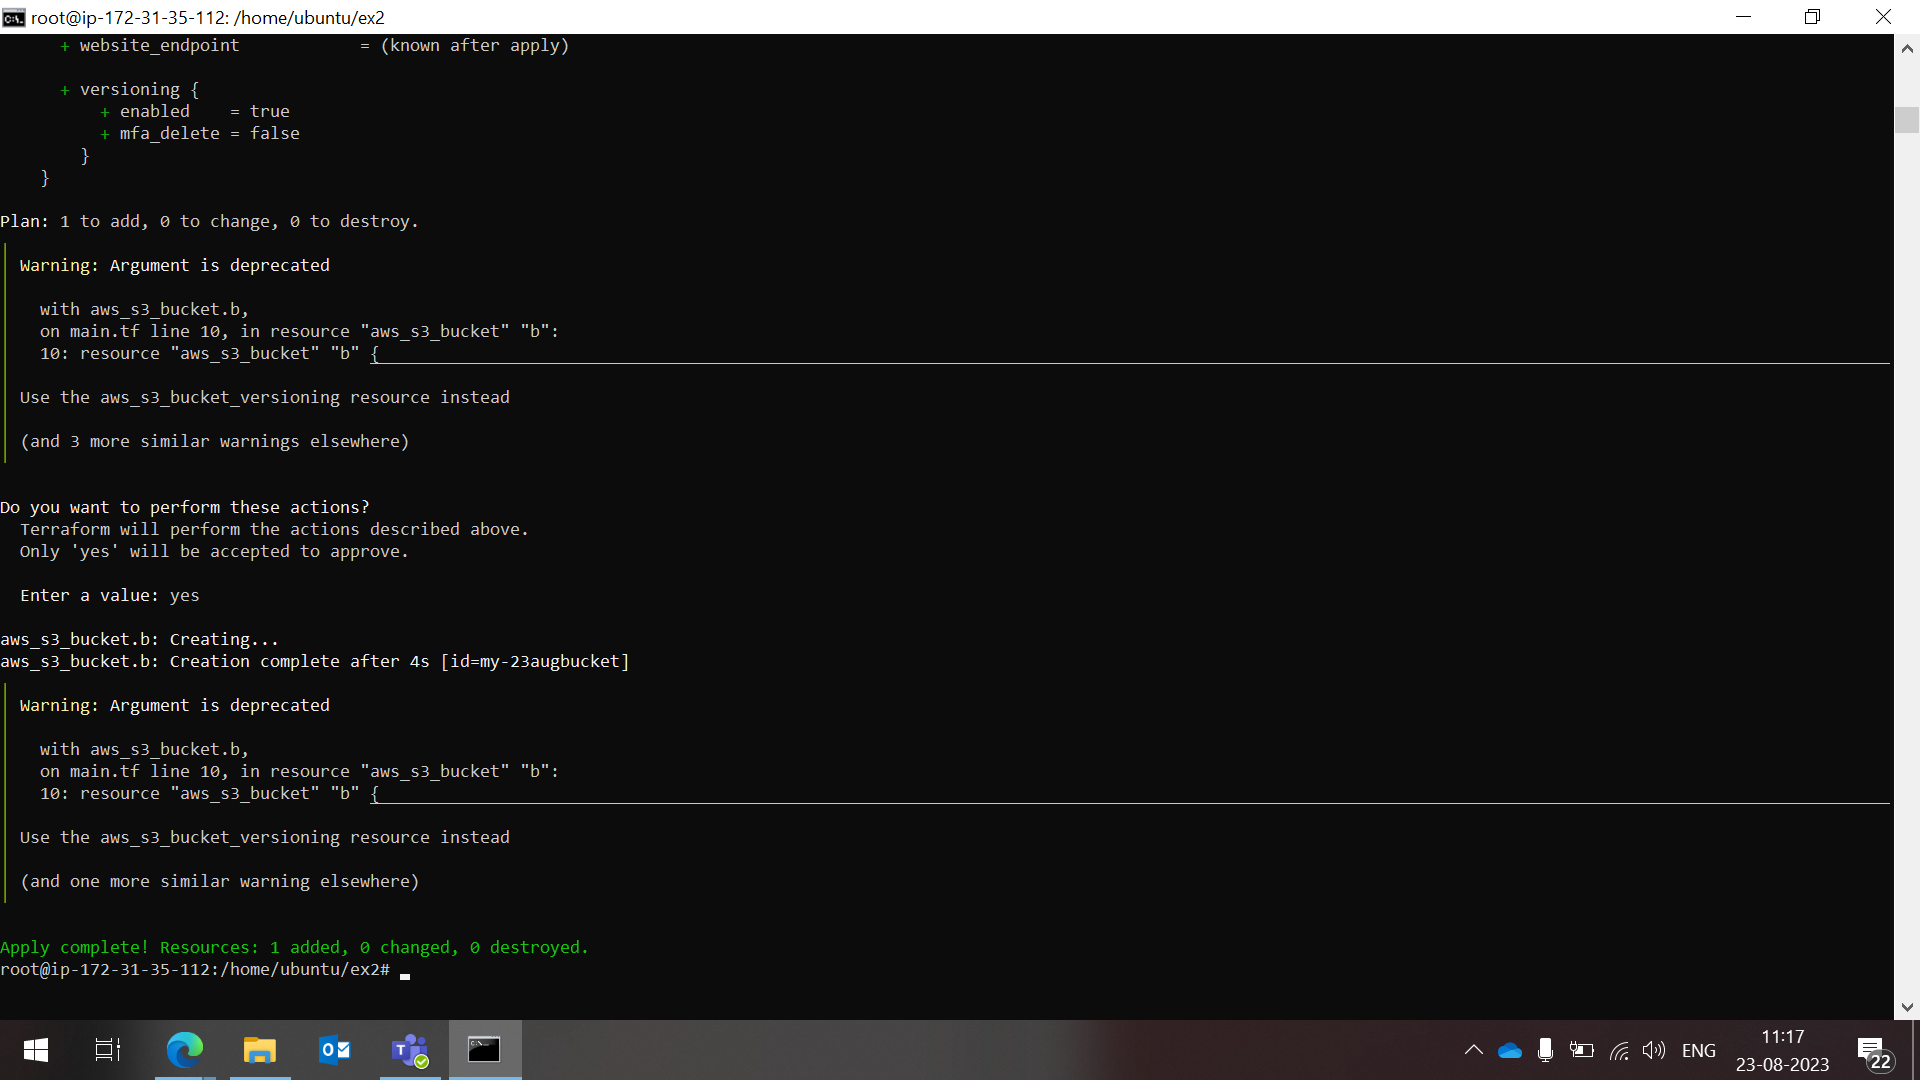 root@ip-172-31-35-112: /home/ubuntu/ex2
      + website_endpoint            = (known after apply)
      + versioning {
          + enabled    = true
          + mfa_delete = false
        }
    }
Plan: 1 to add, 0 to change, 0 to destroy.
Warning: Argument is deprecated
with aws_s3_bucket.b,
on main.tf line 10, in resource "aws_s3_bucket" "b":
10: resource "aws_s3_bucket" "b" {
Use the aws_s3_bucket_versioning resource instead
(and 3 more similar warnings elsewhere)
Do you want to perform these actions?
  Terraform will perform the actions described above.
  Only 'yes' will be accepted to approve.
  Enter a value: yes
aws_s3_bucket.b: Creating...
aws_s3_bucket.b: Creation complete after 4s [id=my-23augbucket]
Warning: Argument is deprecated
with aws_s3_bucket.b,
on main.tf line 10, in resource "aws_s3_bucket" "b":
10: resource "aws_s3_bucket" "b" {
Use the aws_s3_bucket_versioning resource instead
(and one more similar warning elsewhere)
Apply complete! Resources: 1 added, 0 changed, 0 destroyed.
root@ip-172-31-35-112:/home/ubuntu/ex2#
ENG
11:17
23-08-2023
22